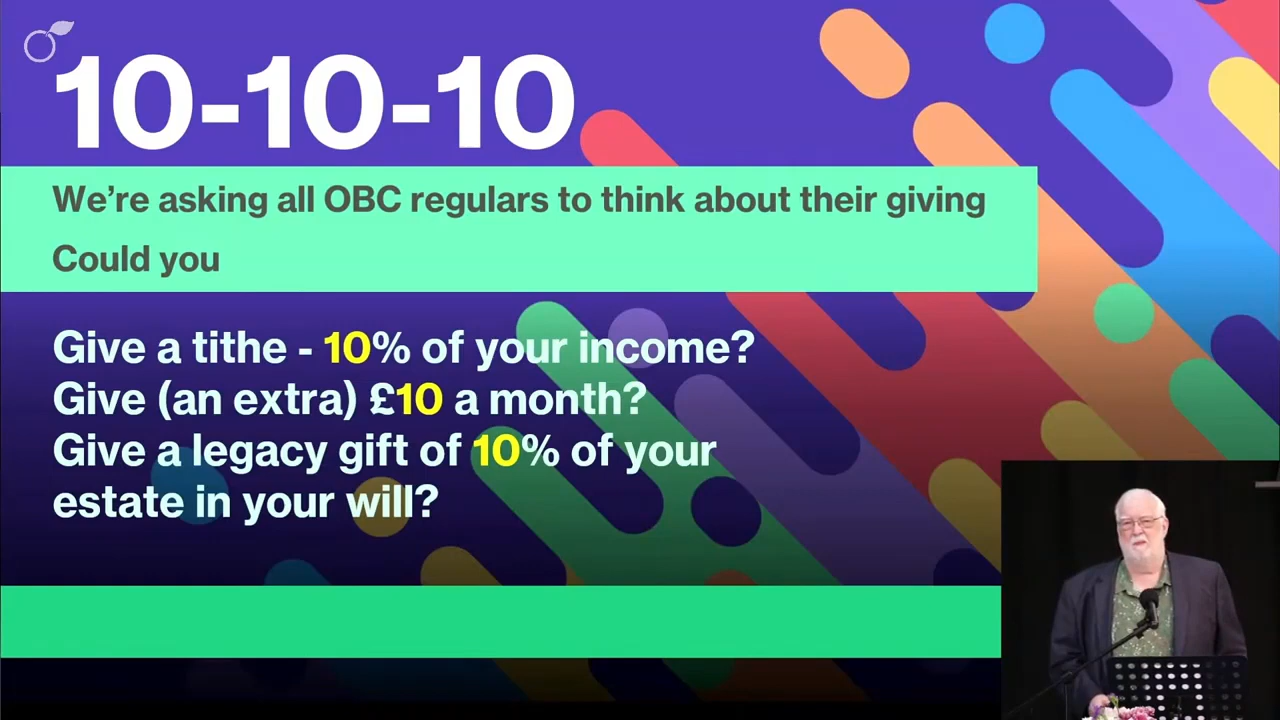 10-10-10
We’re asking all OBC regulars to think about their giving
Could you
Give a tithe - 10% of your income?
Give (an extra) £10 a month?
Give a legacy gift of 10% of your
estate in your will?